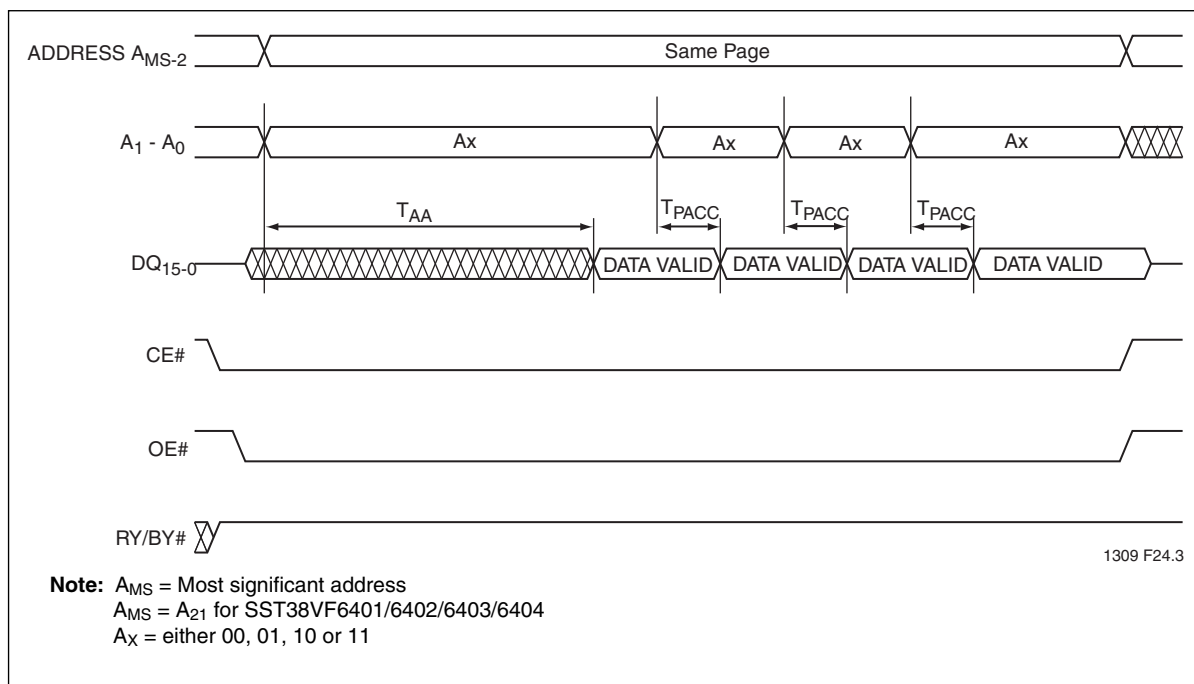 ADDRESS AMS-2
Same Page
A1 - A0
Ax Ax Ax Ax
TAA TPACC TPACC TPACC
DQ15-0
DATA VALID DATA VALID DATA VALID DATA VALID
CE#
OE#
RY/BY#
1309 F24.3
Note: AMS = Most significant address
AMS = A21 for SST38VF6401/6402/6403/6404
AX = either 00, 01, 10 or 11